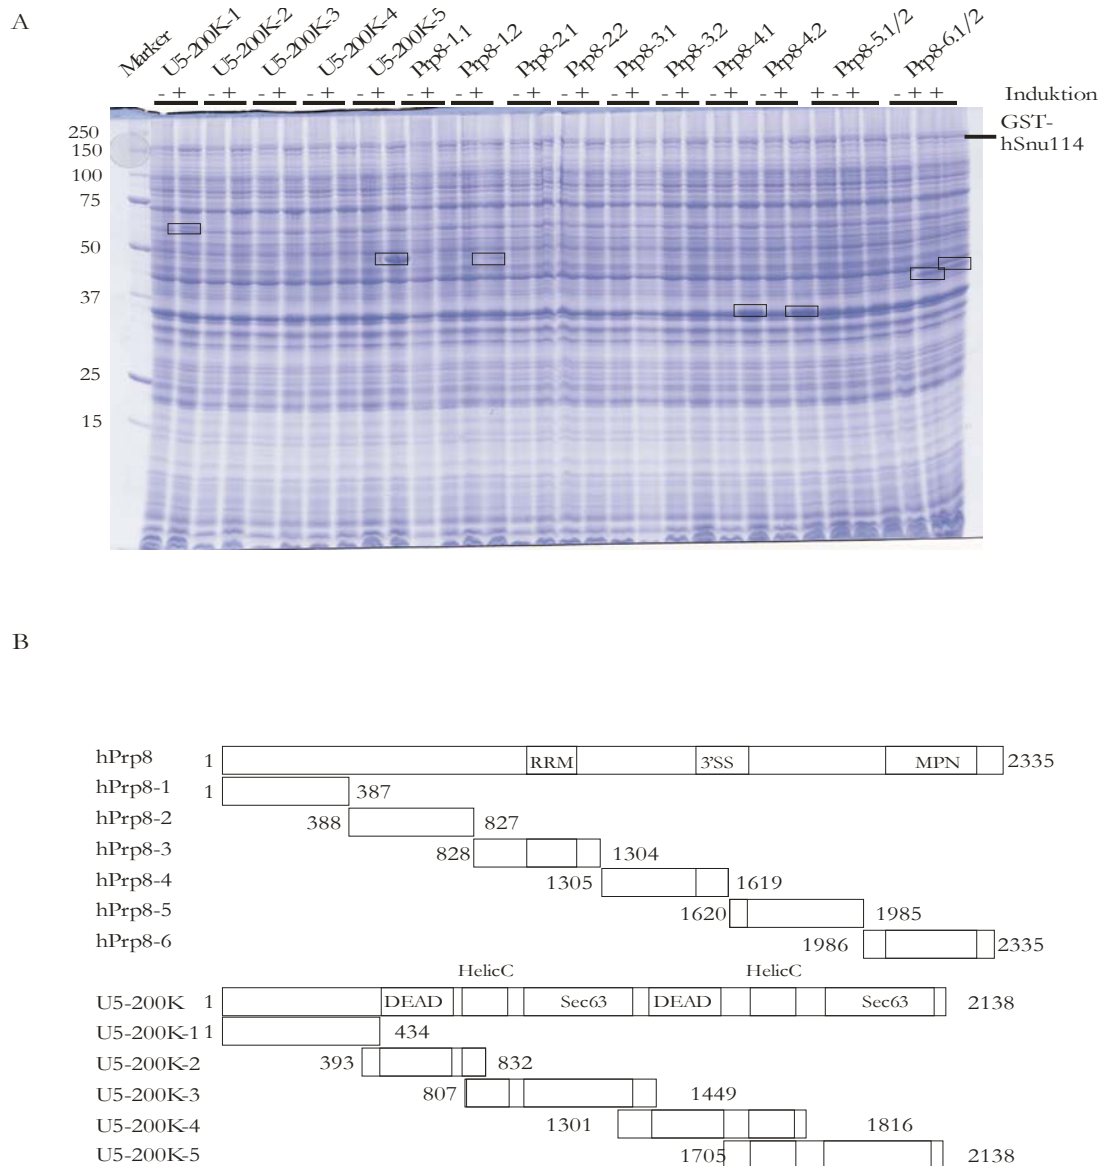 A
Marker U5-200K-1 U5-200K-2 U5-200K-3 U5-200K-4 U5-200K-5 Prp8-1.1 Prp8-1.2 Prp8-2.1 Prp8-2.2 Prp8-3.1 Prp8-3.2 Prp8-4.1 Prp8-4.2 Prp8-5.1/2 Prp8-6.1/2
- + - + - + - + - + - + - + - + - + - + - + - + - + + - + - + + Induktion
GST-
hSnu114
250
150
100
75
50
37
25
15
B
hPrp8 1 RRM 3'SS MPN 2335
hPrp8-1 1 387
hPrp8-2 388 827
hPrp8-3 828 1304
hPrp8-4 1305 1619
hPrp8-5 1620 1985
hPrp8-6 1986 2335
HelicC HelicC
U5-200K 1 DEAD Sec63 DEAD Sec63 2138
U5-200K-1 1 434
U5-200K-2 393 832
U5-200K-3 807 1449
U5-200K-4 1301 1816
U5-200K-5 1705 2138